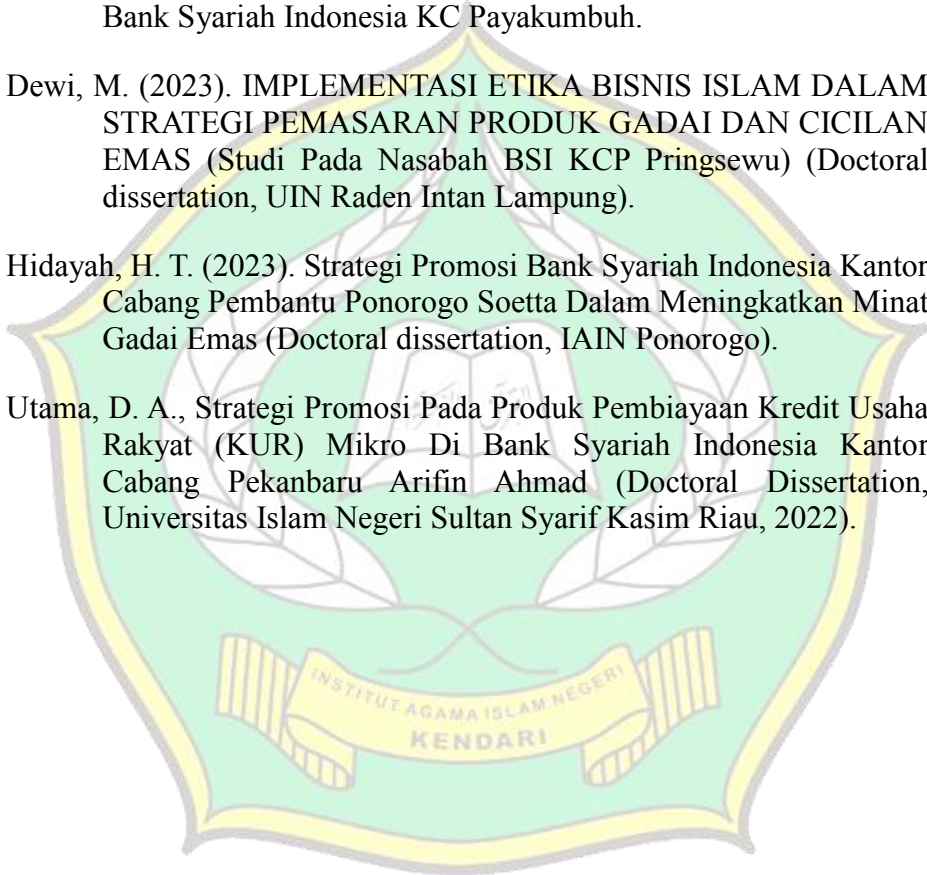 Bank Syariah Indonesia KC Payakumbuh.
Dewi, M. (2023). IMPLEMENTASI ETIKA BISNIS ISLAM DALAM
STRATEGI PEMASARAN PRODUK GADAI DAN CICILAN
EMAS (Studi Pada Nasabah BSI KCP Pringsewu) (Doctoral
dissertation, UIN Raden Intan Lampung).
Hidayah, H. T. (2023). Strategi Promosi Bank Syariah Indonesia Kantor
Cabang Pembantu Ponorogo Soetta Dalam Meningkatkan Minat
Gadai Emas (Doctoral dissertation, IAIN Ponorogo).
Utama, D. A., Strategi Promosi Pada Produk Pembiayaan Kredit Usaha
Rakyat (KUR) Mikro Di Bank Syariah Indonesia Kantor
Cabang Pekanbaru Arifin Ahmad (Doctoral Dissertation,
Universitas Islam Negeri Sultan Syarif Kasim Riau, 2022).
INSTITUT AGAMA ISLAM NEGERI
KENDARI